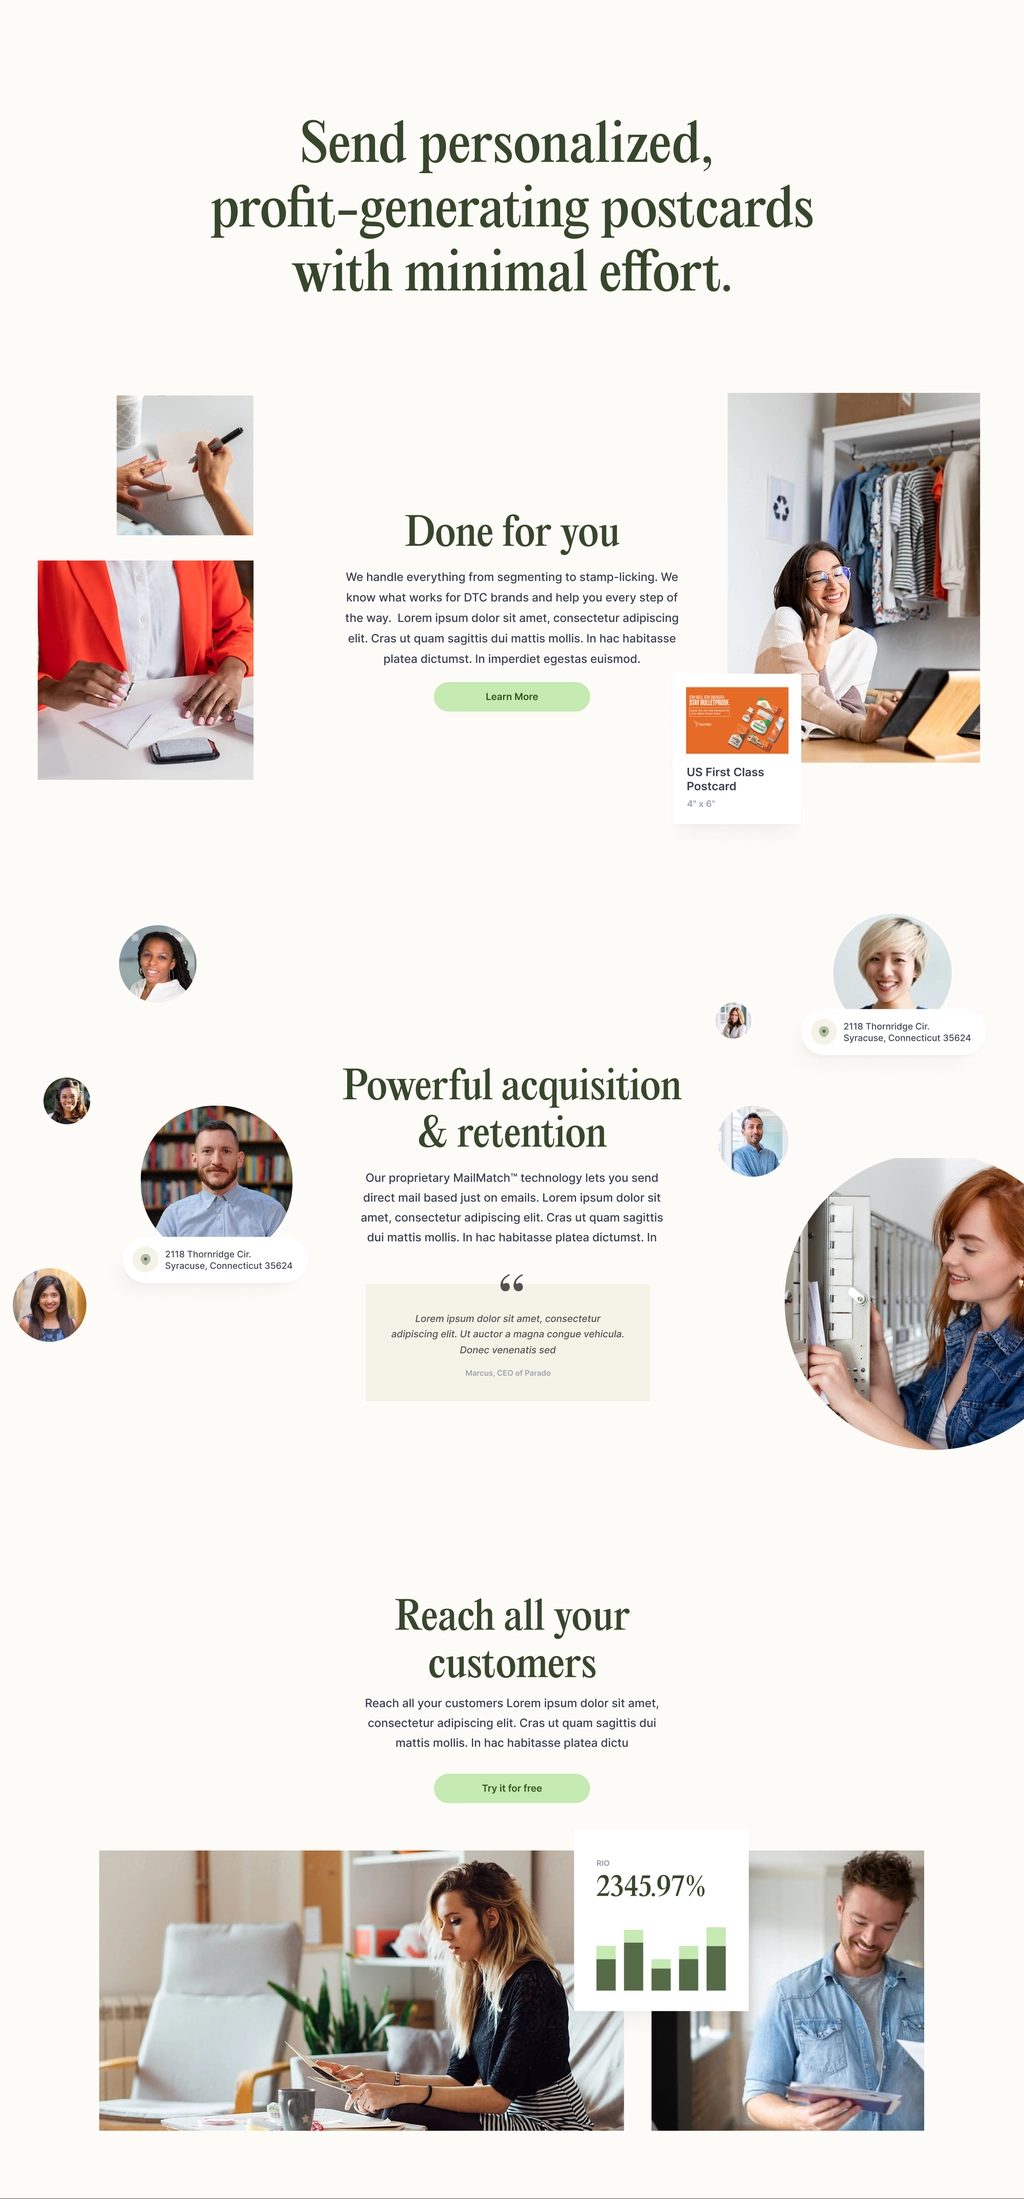 Send personalized,
profit-generating postcards
with minimal effort.
Done for you
We handle everything from segmenting to stamp-licking. We
know what works for DTC brands and help you every step of
the way.  Lorem ipsum dolor sit amet, consectetur adipiscing
elit. Cras ut quam sagittis dui mattis mollis. In hac habitasse
platea dictumst. In imperdiet egestas euismod.
Learn More
STAY BULLETPROOF.
US First Class
Postcard
4" x 6"
2118 Thornridge Cir.
Syracuse, Connecticut 35624
Powerful acquisition
& retention
Our proprietary MailMatch™ technology lets you send
direct mail based just on emails. Lorem ipsum dolor sit
amet, consectetur adipiscing elit. Cras ut quam sagittis
dui mattis mollis. In hac habitasse platea dictumst. In
2118 Thornridge Cir.
Syracuse, Connecticut 35624
“
Lorem ipsum dolor sit amet, consectetur
adipiscing elit. Ut auctor a magna congue vehicula.
Donec venenatis sed
Marcus, CEO of Parado
Reach all your
customers
Reach all your customers Lorem ipsum dolor sit amet,
consectetur adipiscing elit. Cras ut quam sagittis dui
mattis mollis. In hac habitasse platea dictu
Try it for free
RIO
2345.97%